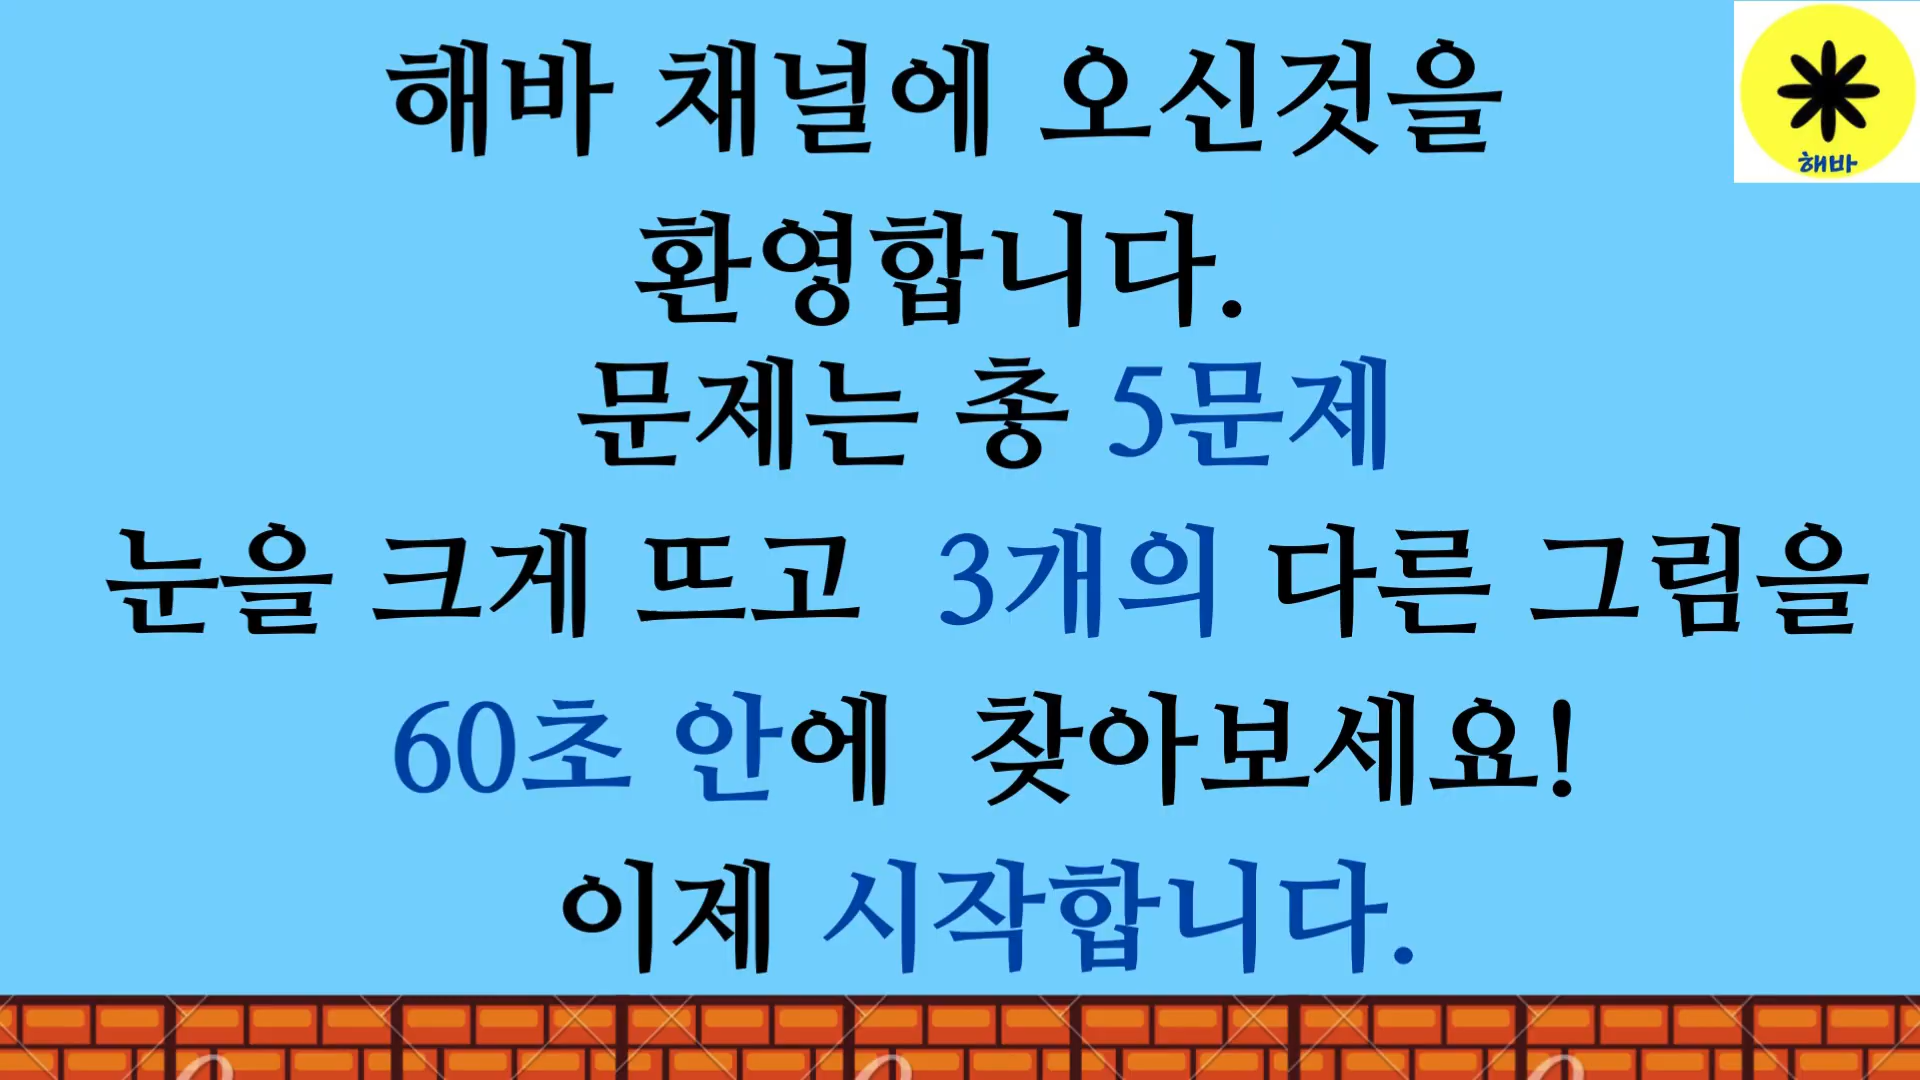 해바 채널에 오신것을
해바
환영합니다.
문제는 총 5문제
눈을 크게 뜨고 3개의 다른 그림을
60초 안에 찾아보세요!
이제 시작합니다.